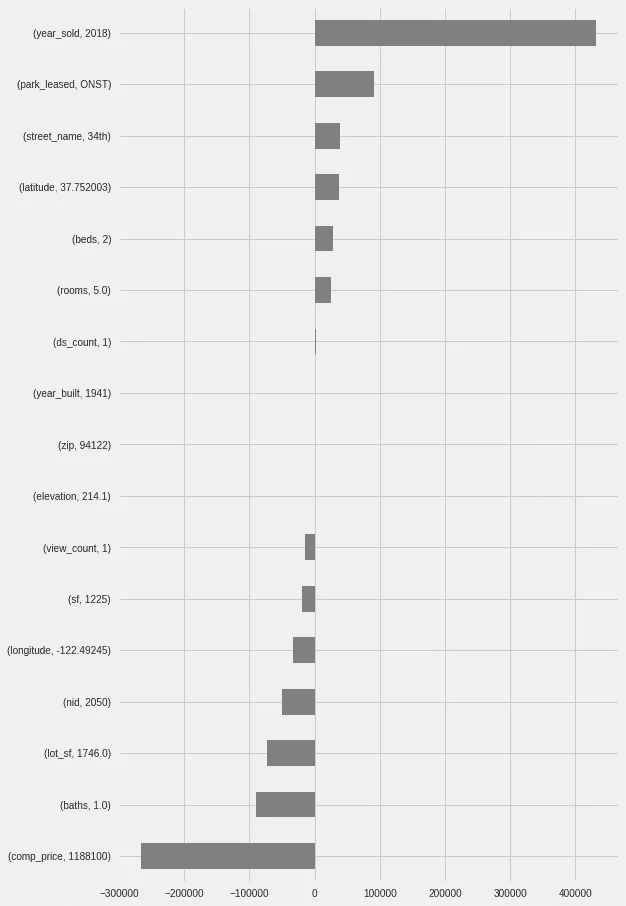 (year_sold, 2018)
(park_leased, ONST)
(street_name, 34th)
(latitude, 37.752003)
(beds, 2)
(rooms, 5.0)
(ds_count, 1)
(year_built, 1941)
(zip, 94122)
(elevation, 214.1)
(view_count, 1)
(sf, 1225)
(longitude, -122.49245)
(nid, 2050)
(lot_sf, 1746.0)
(baths, 1.0)
(comp_price, 1188100)
−300000 −200000 −100000 0 100000 200000 300000 400000